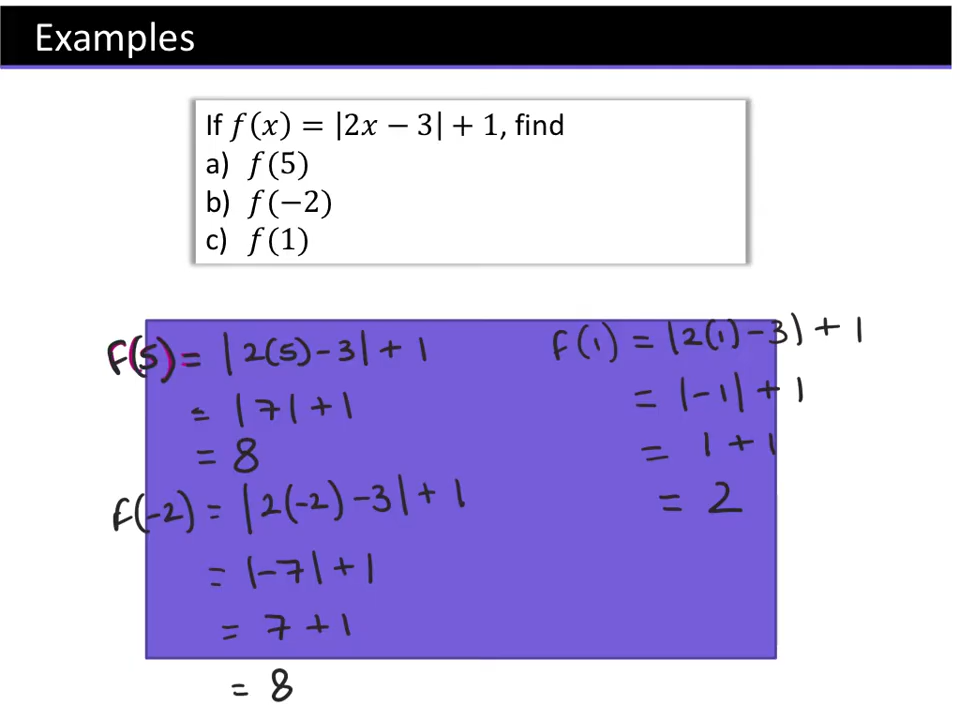 Examples
If f(x) = |2x − 3| + 1, find
a) f(5)
b) f(−2)
c) f(1)
f(5) = |2(5) - 3| + 1
= |7| + 1
= 8
f(-2) = |2(-2) - 3| + 1
= |-7| + 1
= 7 + 1
= 8
f(1) = |2(1) - 3| + 1
= |-1| + 1
= 1 + 1
= 2